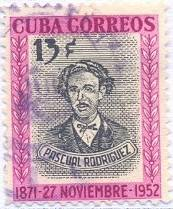 CUBA CORREOS
13¢
PASCUAL RODRIGUEZ
1871-27 NOVIEMBRE-1952